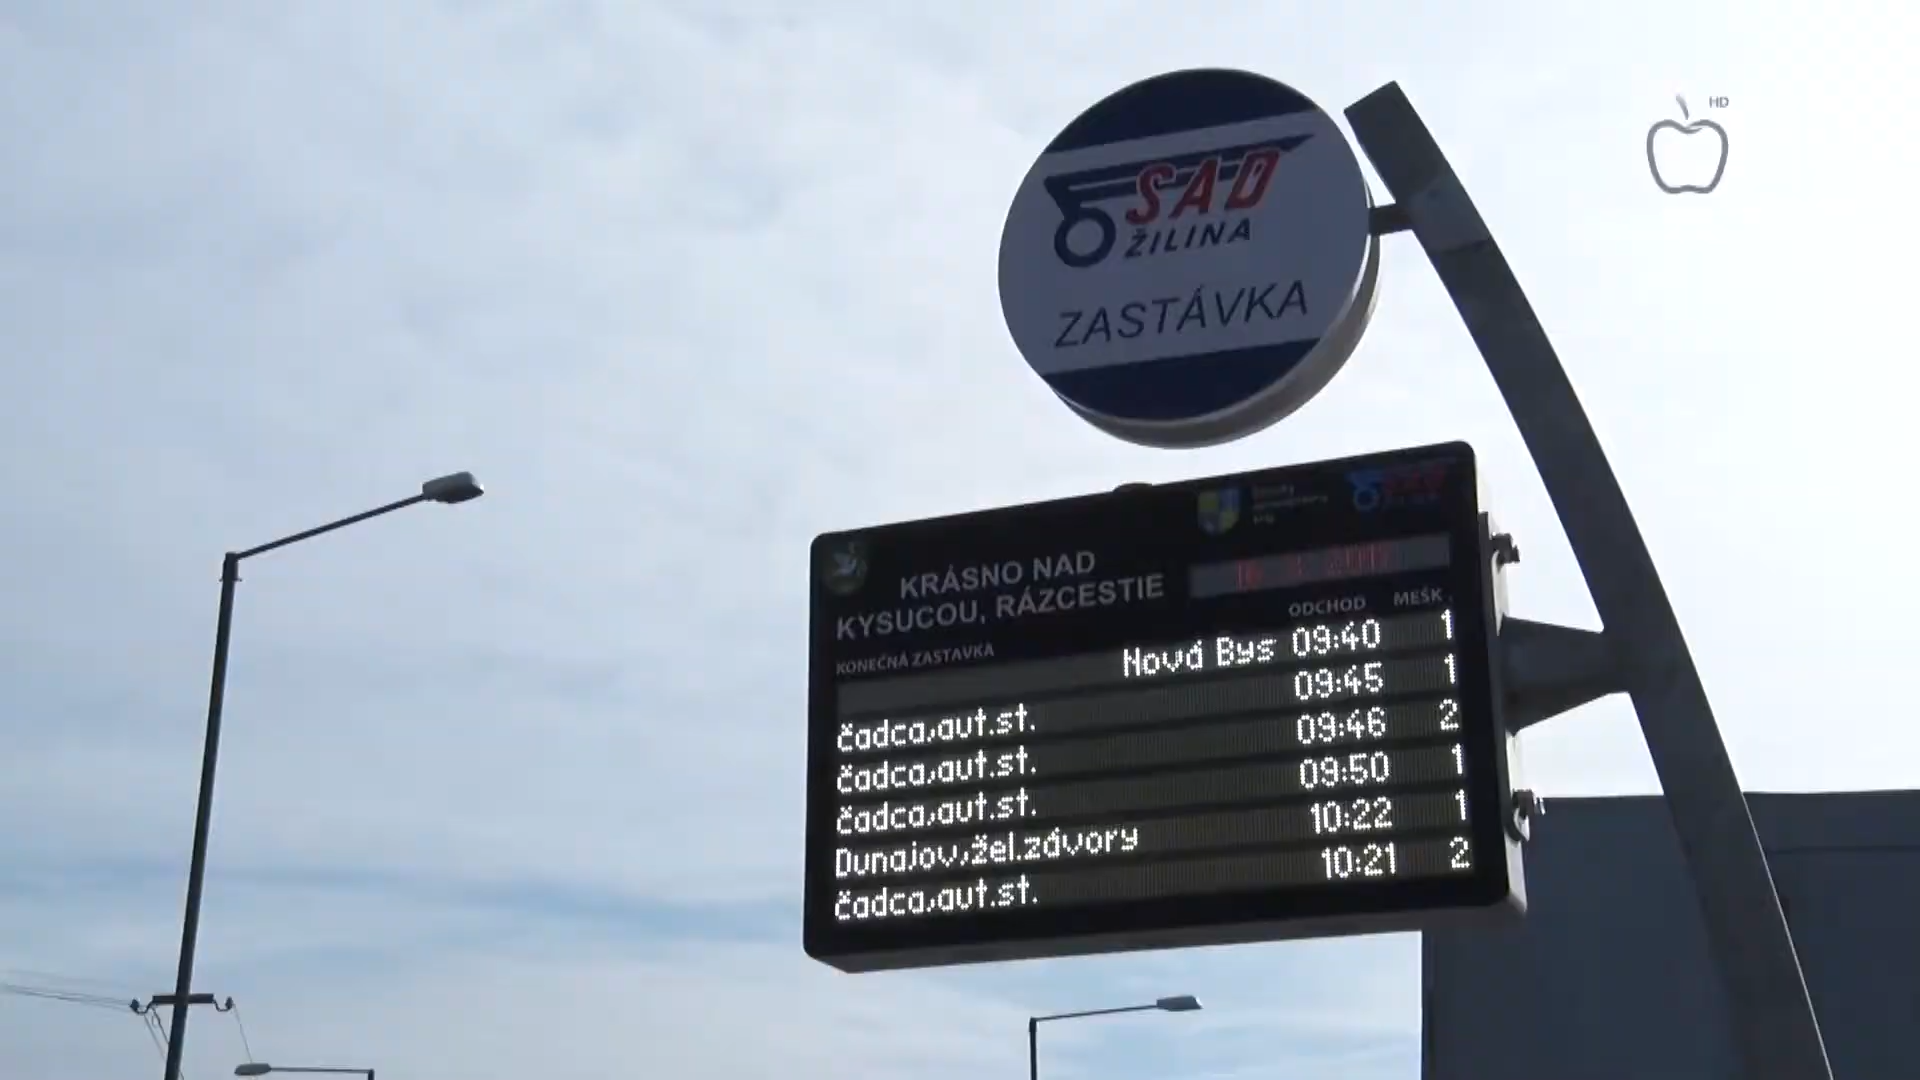 HD
SAD
ŽILINA
ZASTÁVKA
KRÁSNO NAD
KYSUCOU, RÁZCESTIE
ODCHOD MEŠK.
KONEČNÁ ZASTAVKA
Nová Bys 09:40 1
čadca,aut.st. 09:45 1
čadca,aut.st. 09:46 2
čadca,aut.st. 09:50 1
Dunajov,žel.závory 10:22 1
čadca,aut.st. 10:21 2